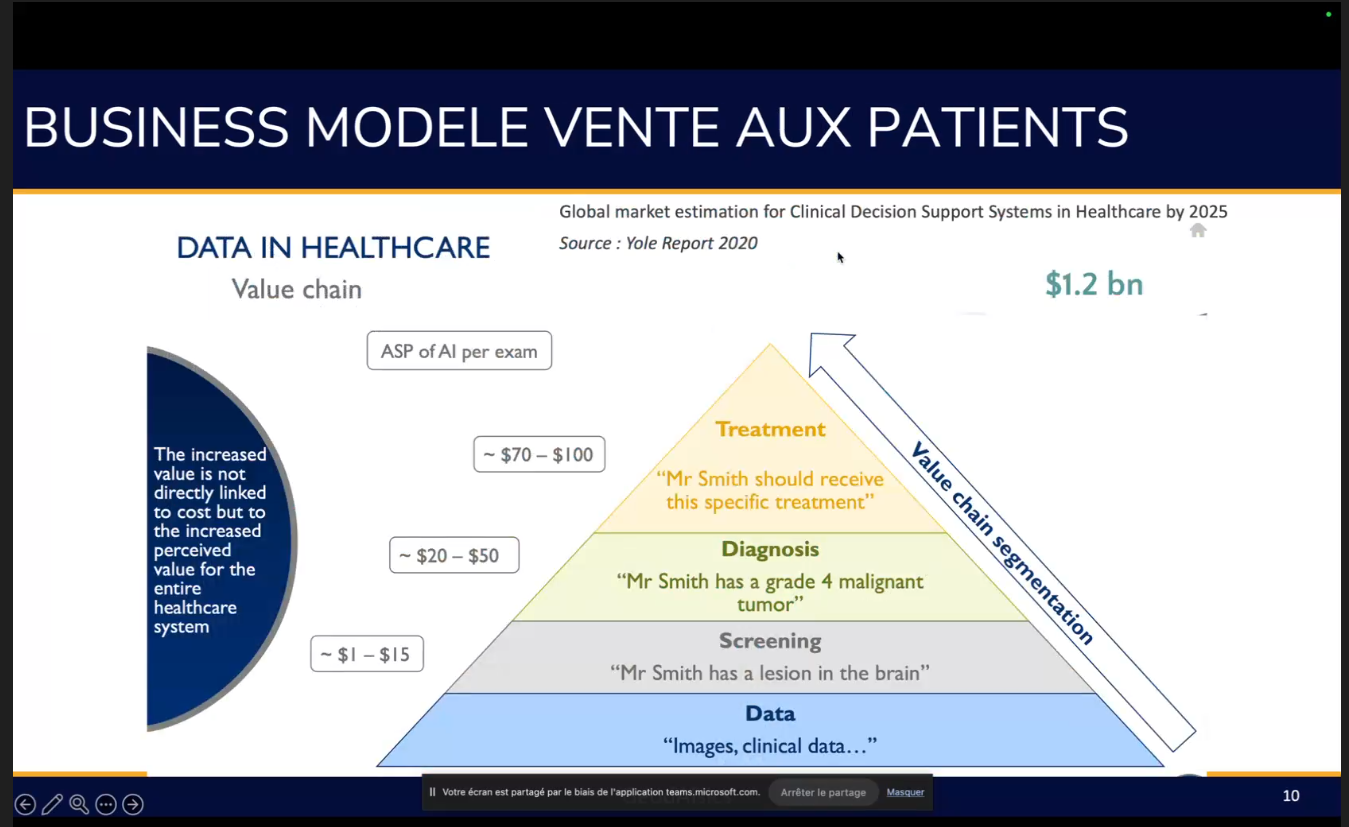 BUSINESS MODELE VENTE AUX PATIENTS
Global market estimation for Clinical Decision Support Systems in Healthcare by 2025
Source : Yole Report 2020
DATA IN HEALTHCARE
Value chain
$1.2 bn
ASP of AI per exam
The increased
value is not
directly linked
to cost but to
the increased
perceived
value for the
entire
healthcare
system
~ $70 – $100
~ $20 – $50
~ $1 – $15
Treatment
“Mr Smith should receive
this specific treatment”
Diagnosis
“Mr Smith has a grade 4 malignant
tumor”
Screening
“Mr Smith has a lesion in the brain”
Data
“Images, clinical data…”
Value chain segmentation
Votre écran est partagé par le biais de l'application teams.microsoft.com.
Arrêter le partage
Masquer
10